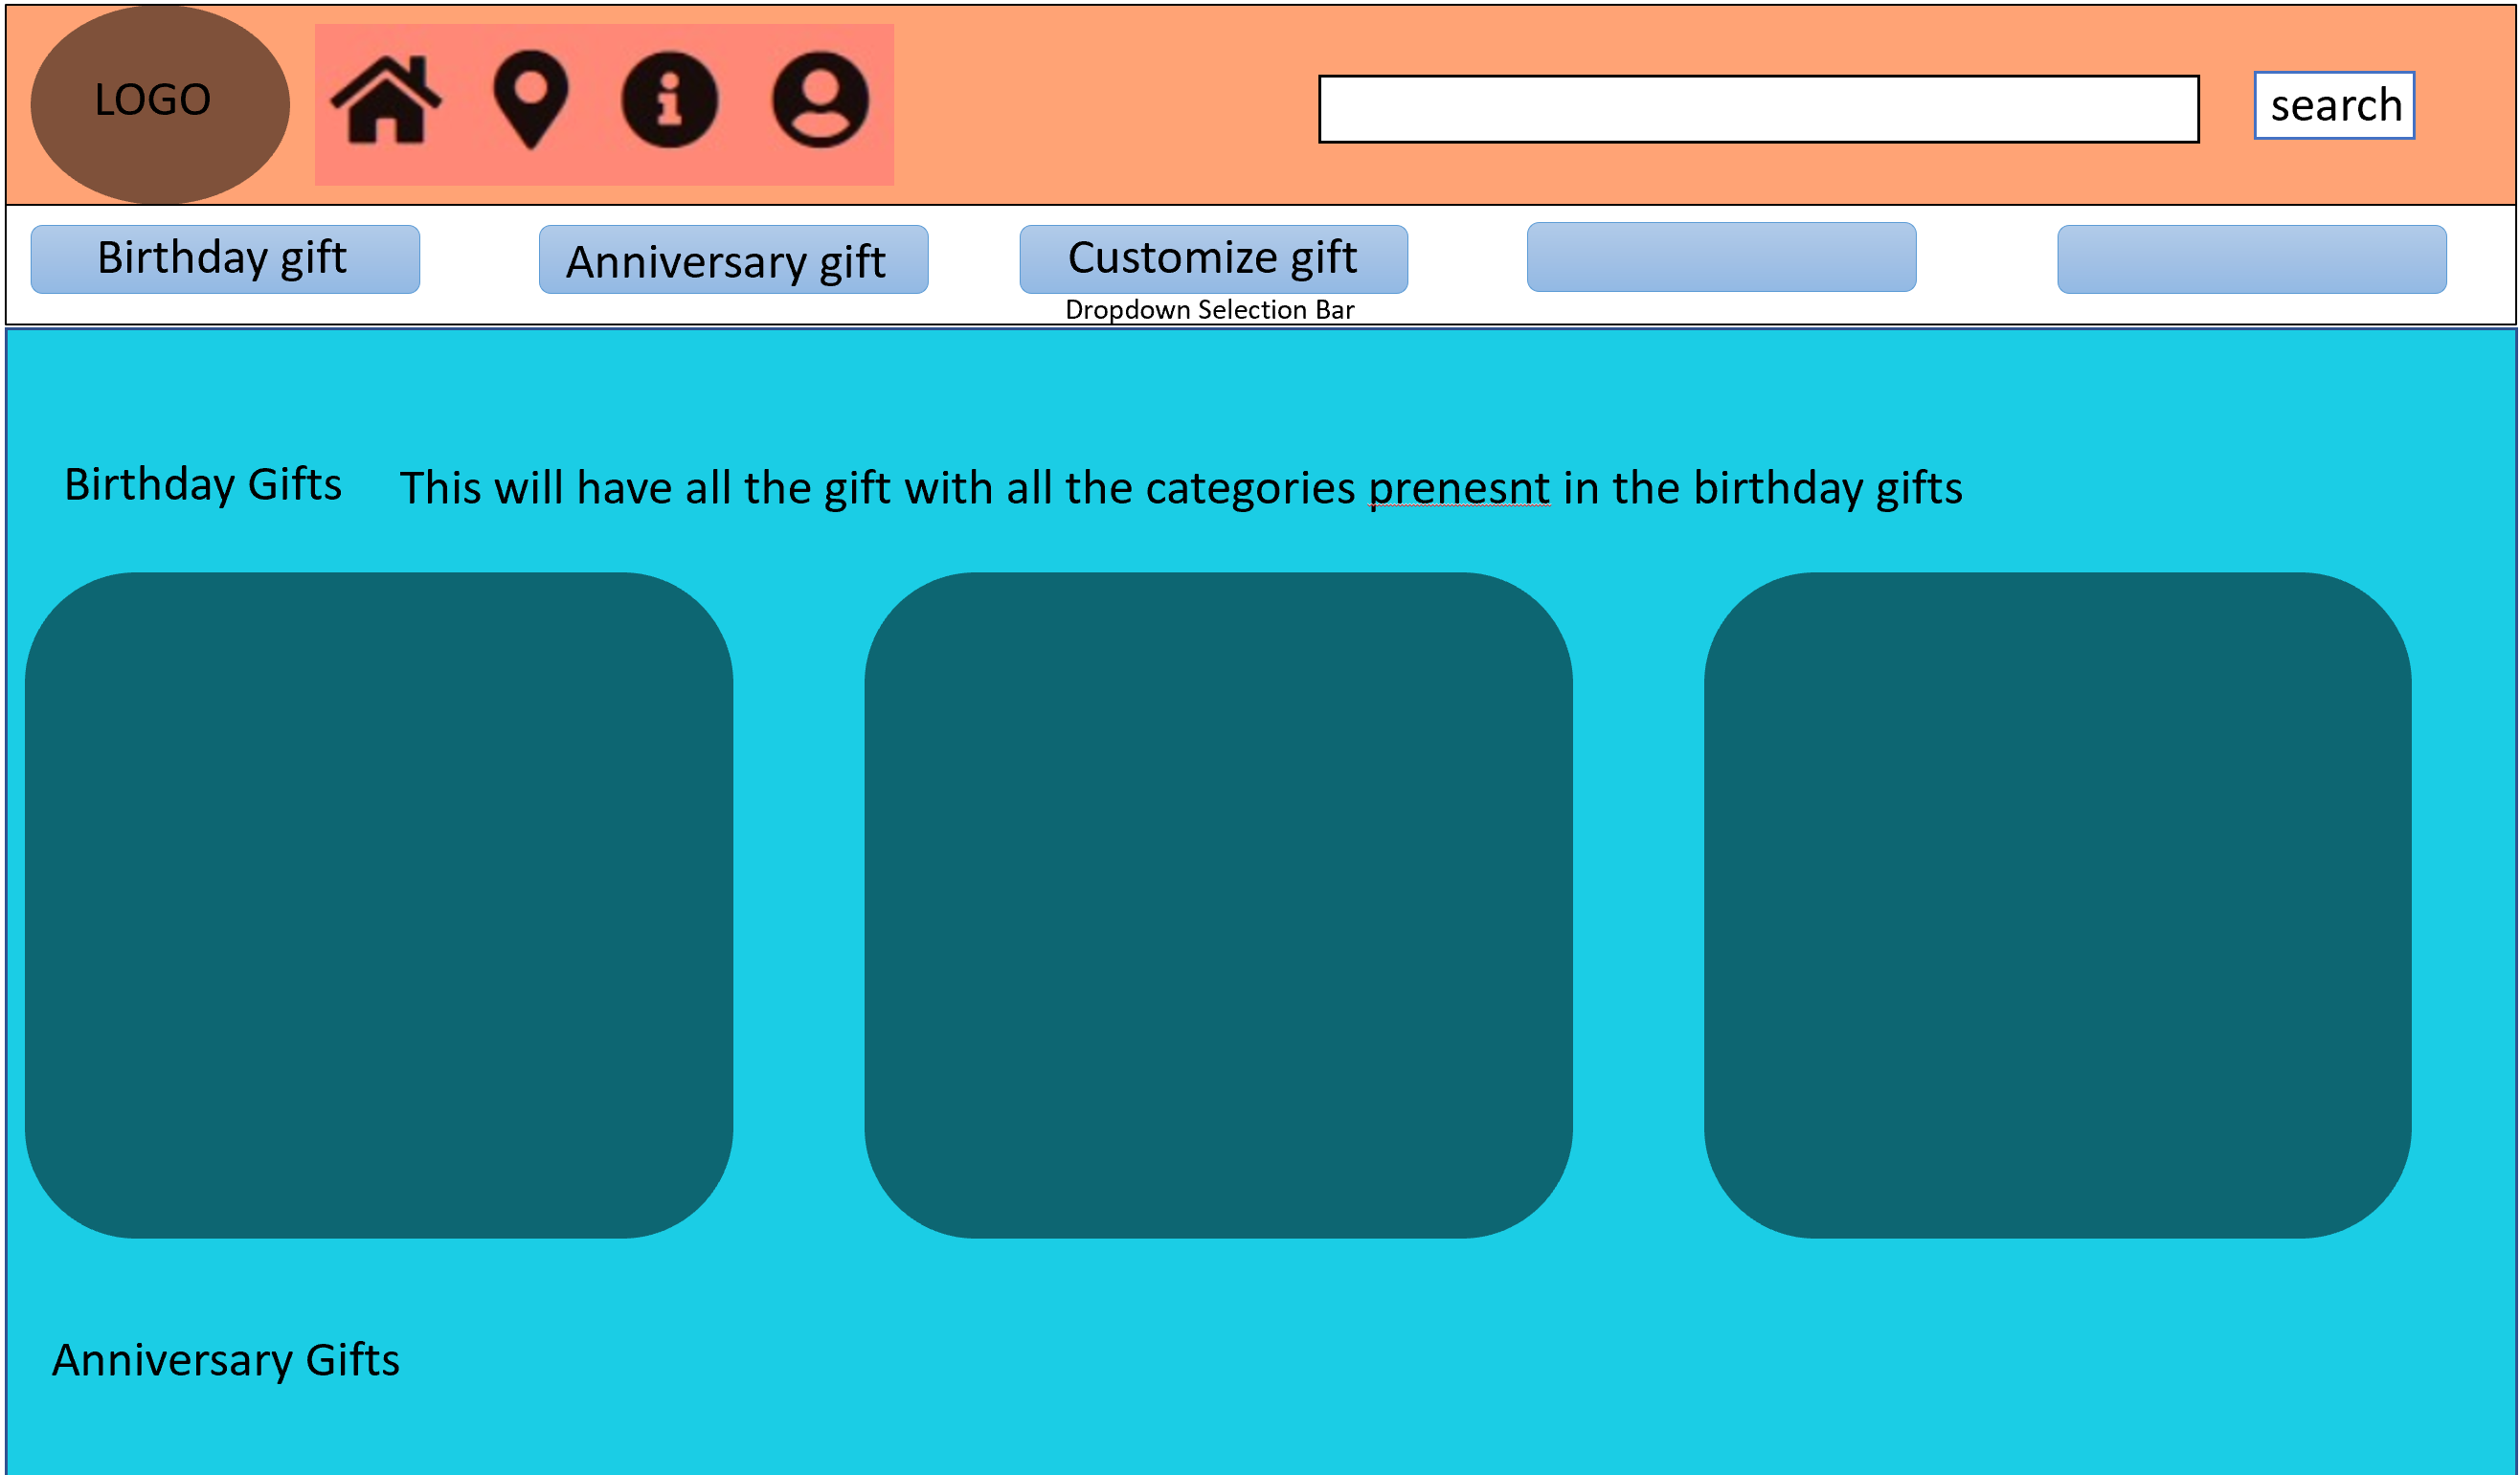 LOGO
search
Birthday gift
Anniversary gift
Customize gift
Dropdown Selection Bar
Birthday Gifts
This will have all the gift with all the categories prenesnt in the birthday gifts
Anniversary Gifts